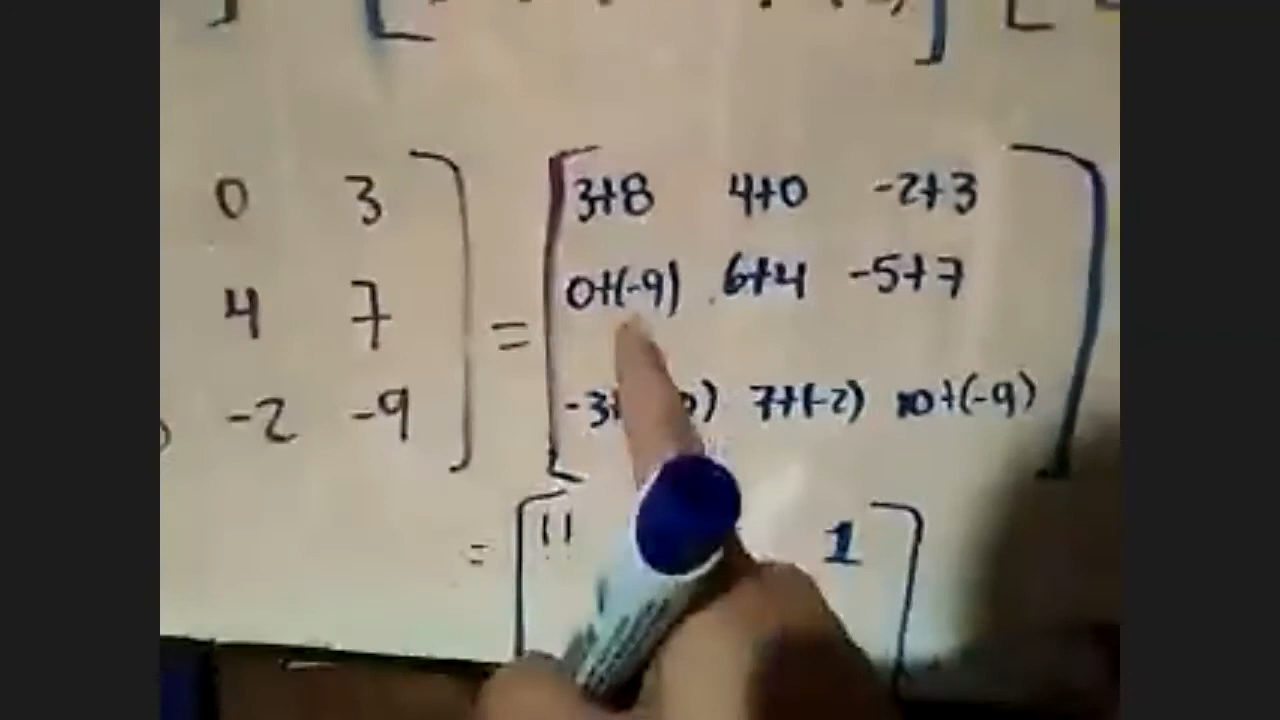 0 3
4 7
-2 -9
=
3+8 4+0 -2+3
0+(-9) 6+4 -5+7
-3+ ) 7+(-2) 10+(-9)
= 11 1